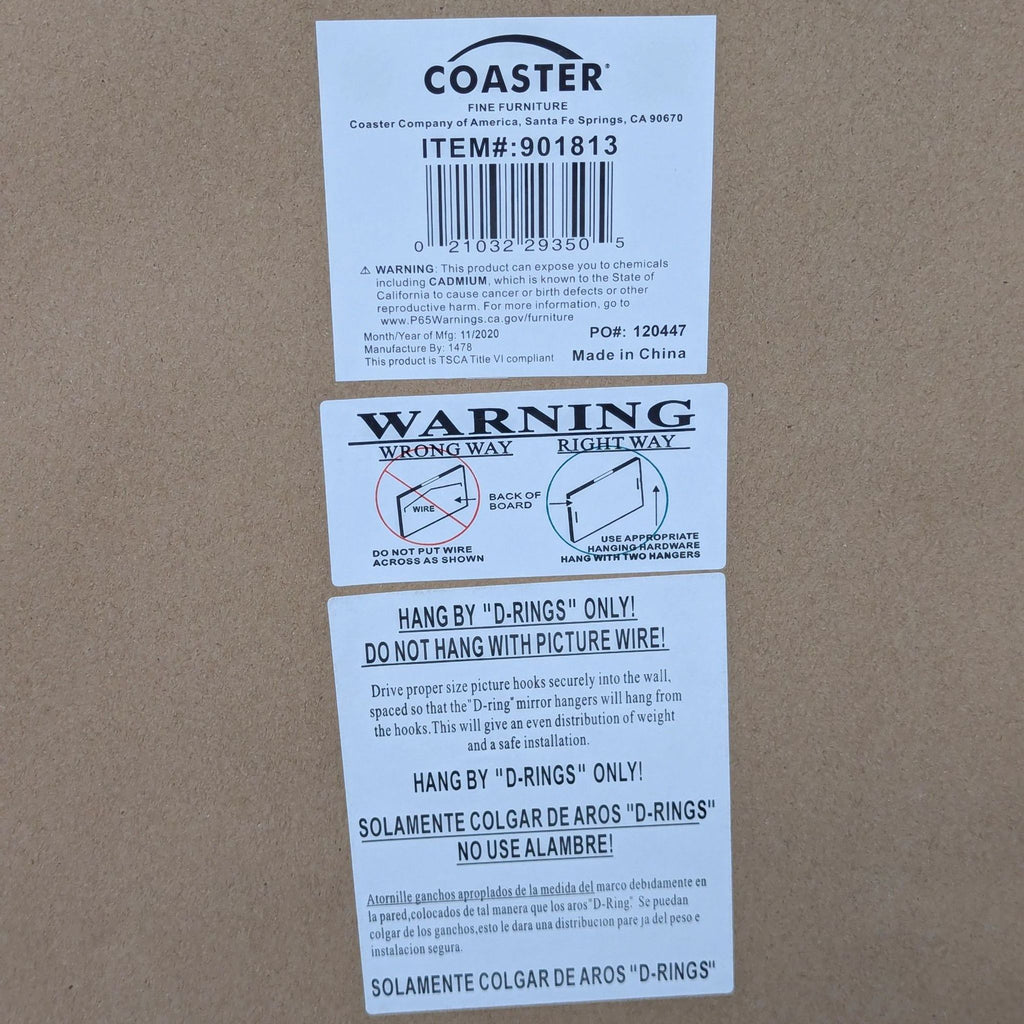 COASTER®
FINE FURNITURE
Coaster Company of America, Santa Fe Springs, CA 90670
ITEM#:901813
0 21032 29350 5
⚠ WARNING: This product can expose you to chemicals
including CADMIUM, which is known to the State of
California to cause cancer or birth defects or other
reproductive harm. For more information, go to
www.P65Warnings.ca.gov/furniture
Month/Year of Mfg: 11/2020
Manufacture By: 1478
This product is TSCA Title VI compliant
PO#: 120447
Made in China
WARNING
WRONG WAY
RIGHT WAY
WIRE
BACK OF
BOARD
DO NOT PUT WIRE
ACROSS AS SHOWN
USE APPROPRIATE
HANGING HARDWARE
HANG WITH TWO HANGERS
HANG BY "D-RINGS" ONLY!
DO NOT HANG WITH PICTURE WIRE!
Drive proper size picture hooks securely into the wall,
spaced so that the"D-ring" mirror hangers will hang from
the hooks.This will give an even distribution of weight
and a safe installation.
HANG BY "D-RINGS" ONLY!
SOLAMENTE COLGAR DE AROS "D-RINGS"
NO USE ALAMBRE!
Atornille ganchos aproplados de la medida del marco debidamente en
la pared,colocados de tal manera que los aros"D-Ring". Se puedan
colgar de los ganchos,esto le dara una distribucion pare ja del peso e
instalacion segura.
SOLAMENTE COLGAR DE AROS "D-RINGS"